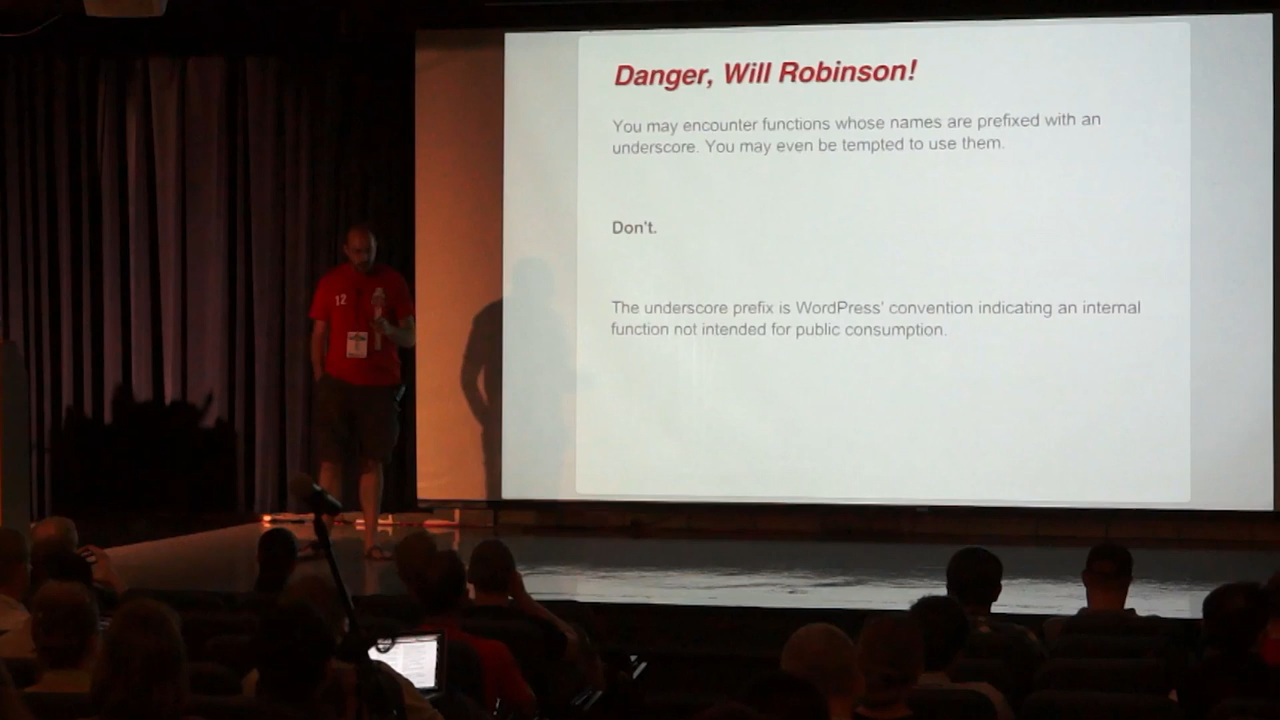 Danger, Will Robinson!
You may encounter functions whose names are prefixed with an
underscore. You may even be tempted to use them.
Don't.
The underscore prefix is WordPress' convention indicating an internal
function not intended for public consumption.
12